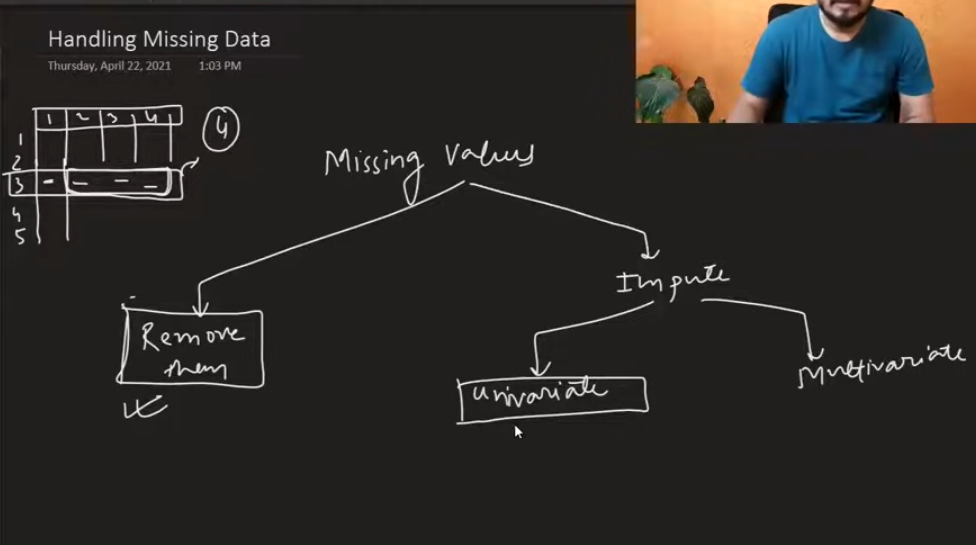 Handling Missing Data
Thursday, April 22, 2021 1:03 PM
1 2 3 4
4
1
2
3
4
5
Missing Values
Impute
Remove
them
Univariate
Multivariate